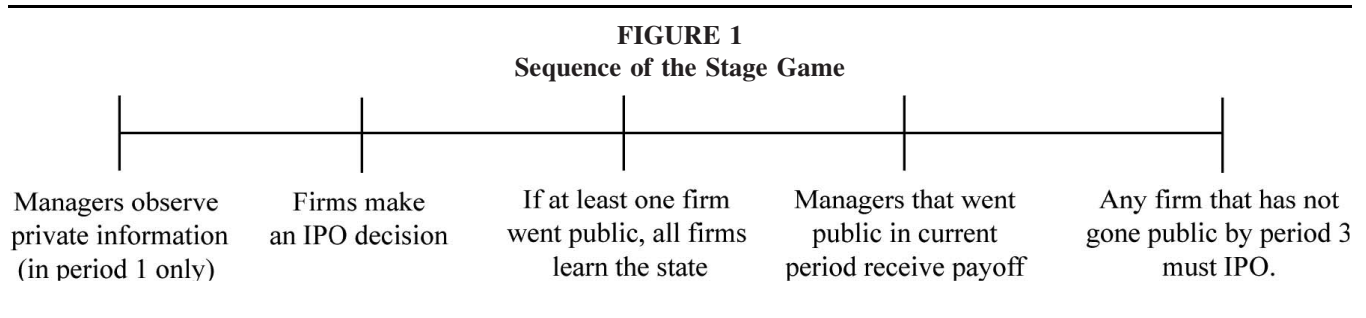 FIGURE 1
Sequence of the Stage Game
Managers observe
private information
(in period 1 only)
Firms make
an IPO decision
If at least one firm
went public, all firms
learn the state
Managers that went
public in current
period receive payoff
Any firm that has not
gone public by period 3
must IPO.